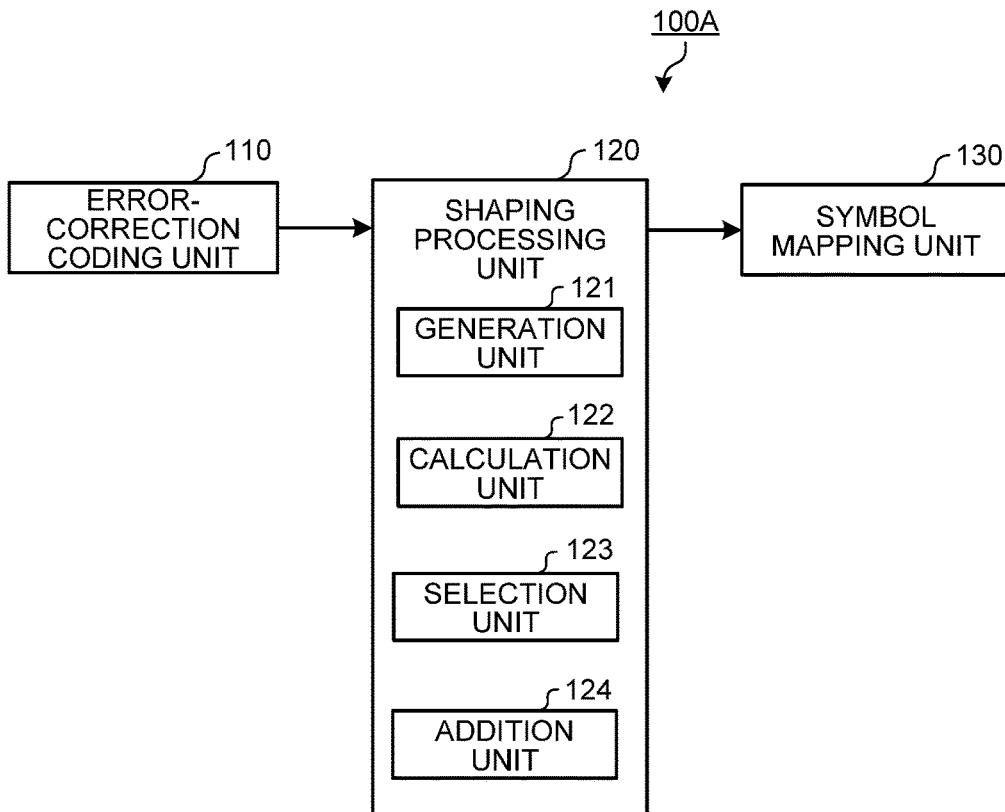 100A
110
ERROR-
CORRECTION
CODING UNIT
120
SHAPING
PROCESSING
UNIT
121
GENERATION
UNIT
122
CALCULATION
UNIT
123
SELECTION
UNIT
124
ADDITION
UNIT
130
SYMBOL
MAPPING UNIT